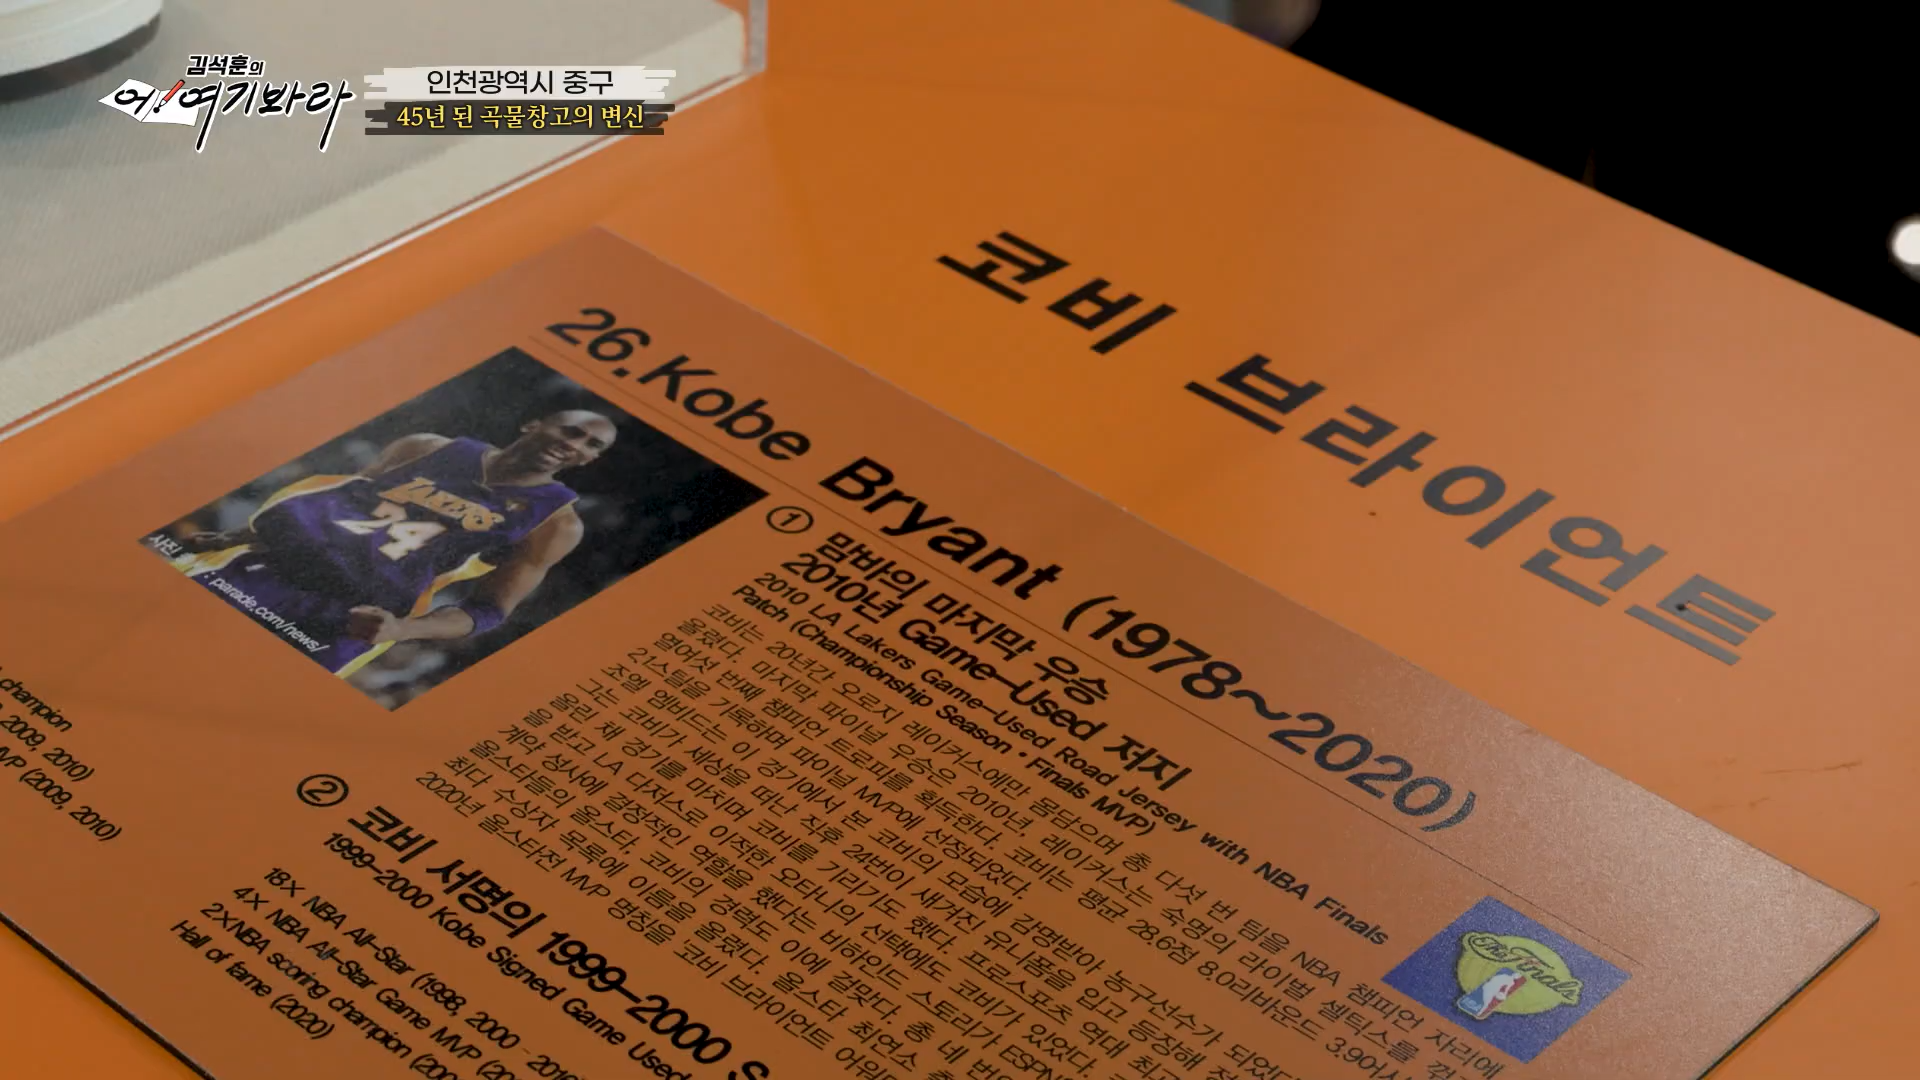 김석훈의
어! 여기봐라
인천광역시 중구
45년 된 곡물창고의 변신
코비 브라이언트
26.Kobe Bryant (1978~2020)
LAKERS
24
사진 : parade.com/news/
① 맘바의 마지막 우승
2010년 Game-Used 저지
2010 LA Lakers Game-Used Road Jersey with NBA Finals
Patch (Championship Season · Finals MVP)
코비는 20년간 오로지 레이커스에만 몸담으며 총 다섯 번 팀을 NBA 챔피언 자리에
올렸다. 마지막 파이널 우승은 2010년, 레이커스는 숙명의 라이벌 셀틱스를
열여섯 번째 챔피언 트로피를 획득한다. 코비는 평균 28.6점 8.0리바운드 3.9어시
21스틸을 기록하며 파이널 MVP에 선정되었다.
조엘 엠비드는 이 경기에서 본 코비의 모습에 감명받아 농구선수가 되었
그는 코비가 세상을 떠난 직후 24번이 새겨진 유니폼을 입고 등장해
올린 채 경기를 마치며 코비를 기리기도 했다. 프로스포츠 역대
을 받고 LA 다저스로 이적한 오타니의 선택에도 코비가 있었다.
계약 성사에 결정적인 역할을 했다는 비하인드 스토리가 ESPN
올스타들의 올스타, 코비의 경력도 이에 걸맞다. 총 네 번
최다 수상자 목록에 이름을 올렸다. 올스타 최연소
2020년 올스타전 MVP 명칭을 코비 브라이언트
The Finals
NBA
② 코비 서명의 1999-2000 S
1999-2000 Kobe Signed Game Used
18X NBA All-Star (1998, 2000
4X NBA All-Star Game MVP
2XNBA scoring champion
Hall of fame (2020)
champion
2009, 2010)
MVP (2009, 2010)